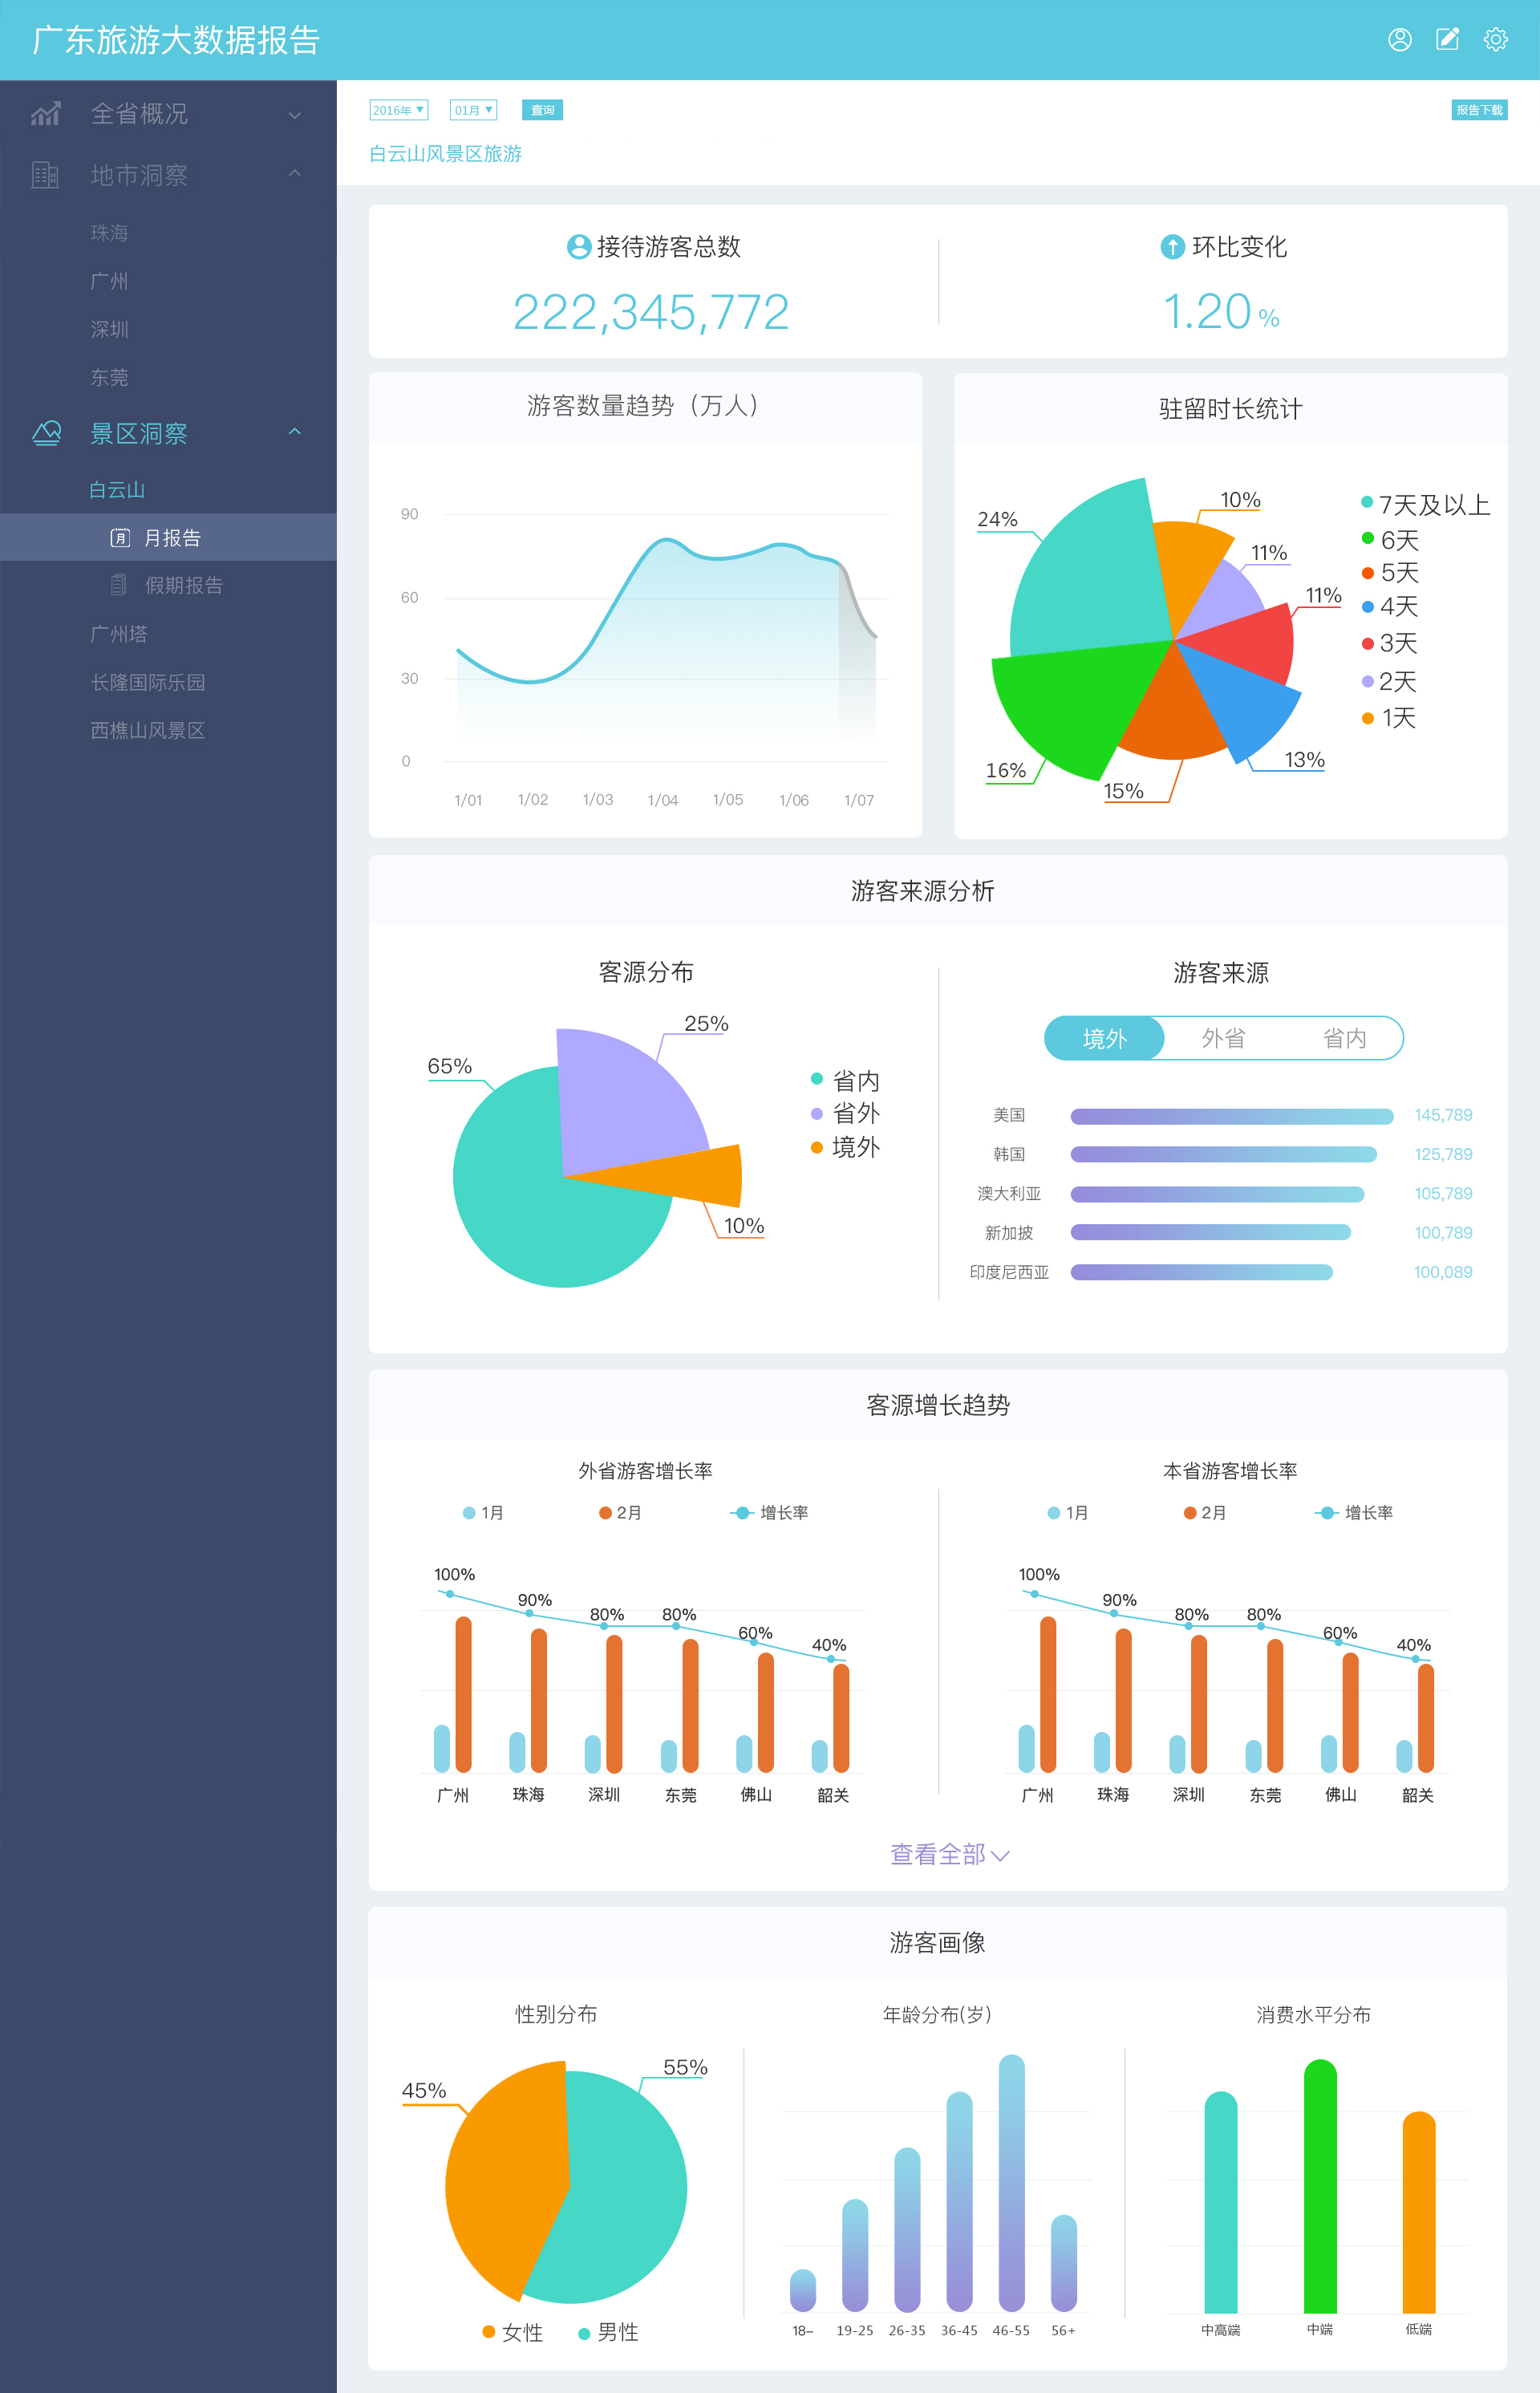 广东旅游大数据报告
全省概况
地市洞察
珠海
广州
深圳
东莞
景区洞察
白云山
月
月报告
假期报告
广州塔
长隆国际乐园
西樵山风景区
2016年▼ 01月▼ 查询 报告下载
白云山风景区旅游
接待游客总数
222,345,772
环比变化
1.20 %
游客数量趋势（万人）
90
60
30
0
1/01 1/02 1/03 1/04 1/05 1/06 1/07
驻留时长统计
24%
10%
11%
11%
13%
15%
16%
7天及以上
6天
5天
4天
3天
2天
1天
游客来源分析
客源分布
65%
25%
10%
省内
省外
境外
游客来源
境外 外省 省内
美国 145,789
韩国 125,789
澳大利亚 105,789
新加披 100,789
印度尼西亚 100,089
客源增长趋势
外省游客增长率
1月 2月 增长率
100% 90% 80% 80% 60% 40%
广州 珠海 深圳 东莞 佛山 韶关
本省游客增长率
1月 2月 增长率
100% 90% 80% 80% 60% 40%
广州 珠海 深圳 东莞 佛山 韶关
查看全部
游客画像
性别分布
45%
55%
女性 男性
年龄分布(岁)
18– 19-25 26-35 36-45 46-55 56+
消费水平分布
中高端 中端 低端